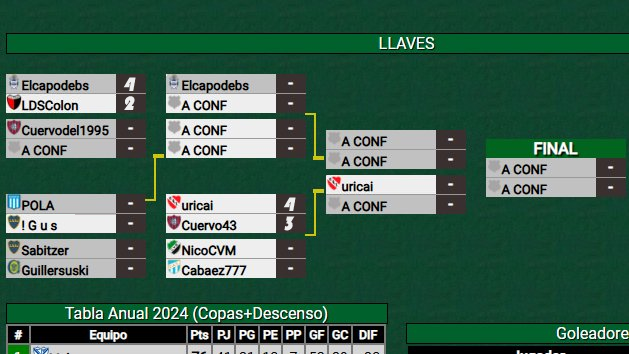 LLAVES
Elcapodebs 4
LDSColon 2
Cuervodel1995 -
A CONF -
POLA -
! G u s -
Sabitzer -
Guillersuski -
Elcapodebs -
A CONF -
A CONF -
A CONF -
uricai 4
Cuervo43 3
NicoCVM -
Cabaez777 -
A CONF -
A CONF -
uricai -
A CONF -
FINAL
A CONF -
A CONF -
Tabla Anual 2024 (Copas+Descenso)
# Equipo Pts PJ PG PE PP GF GC DIF
Goleadore